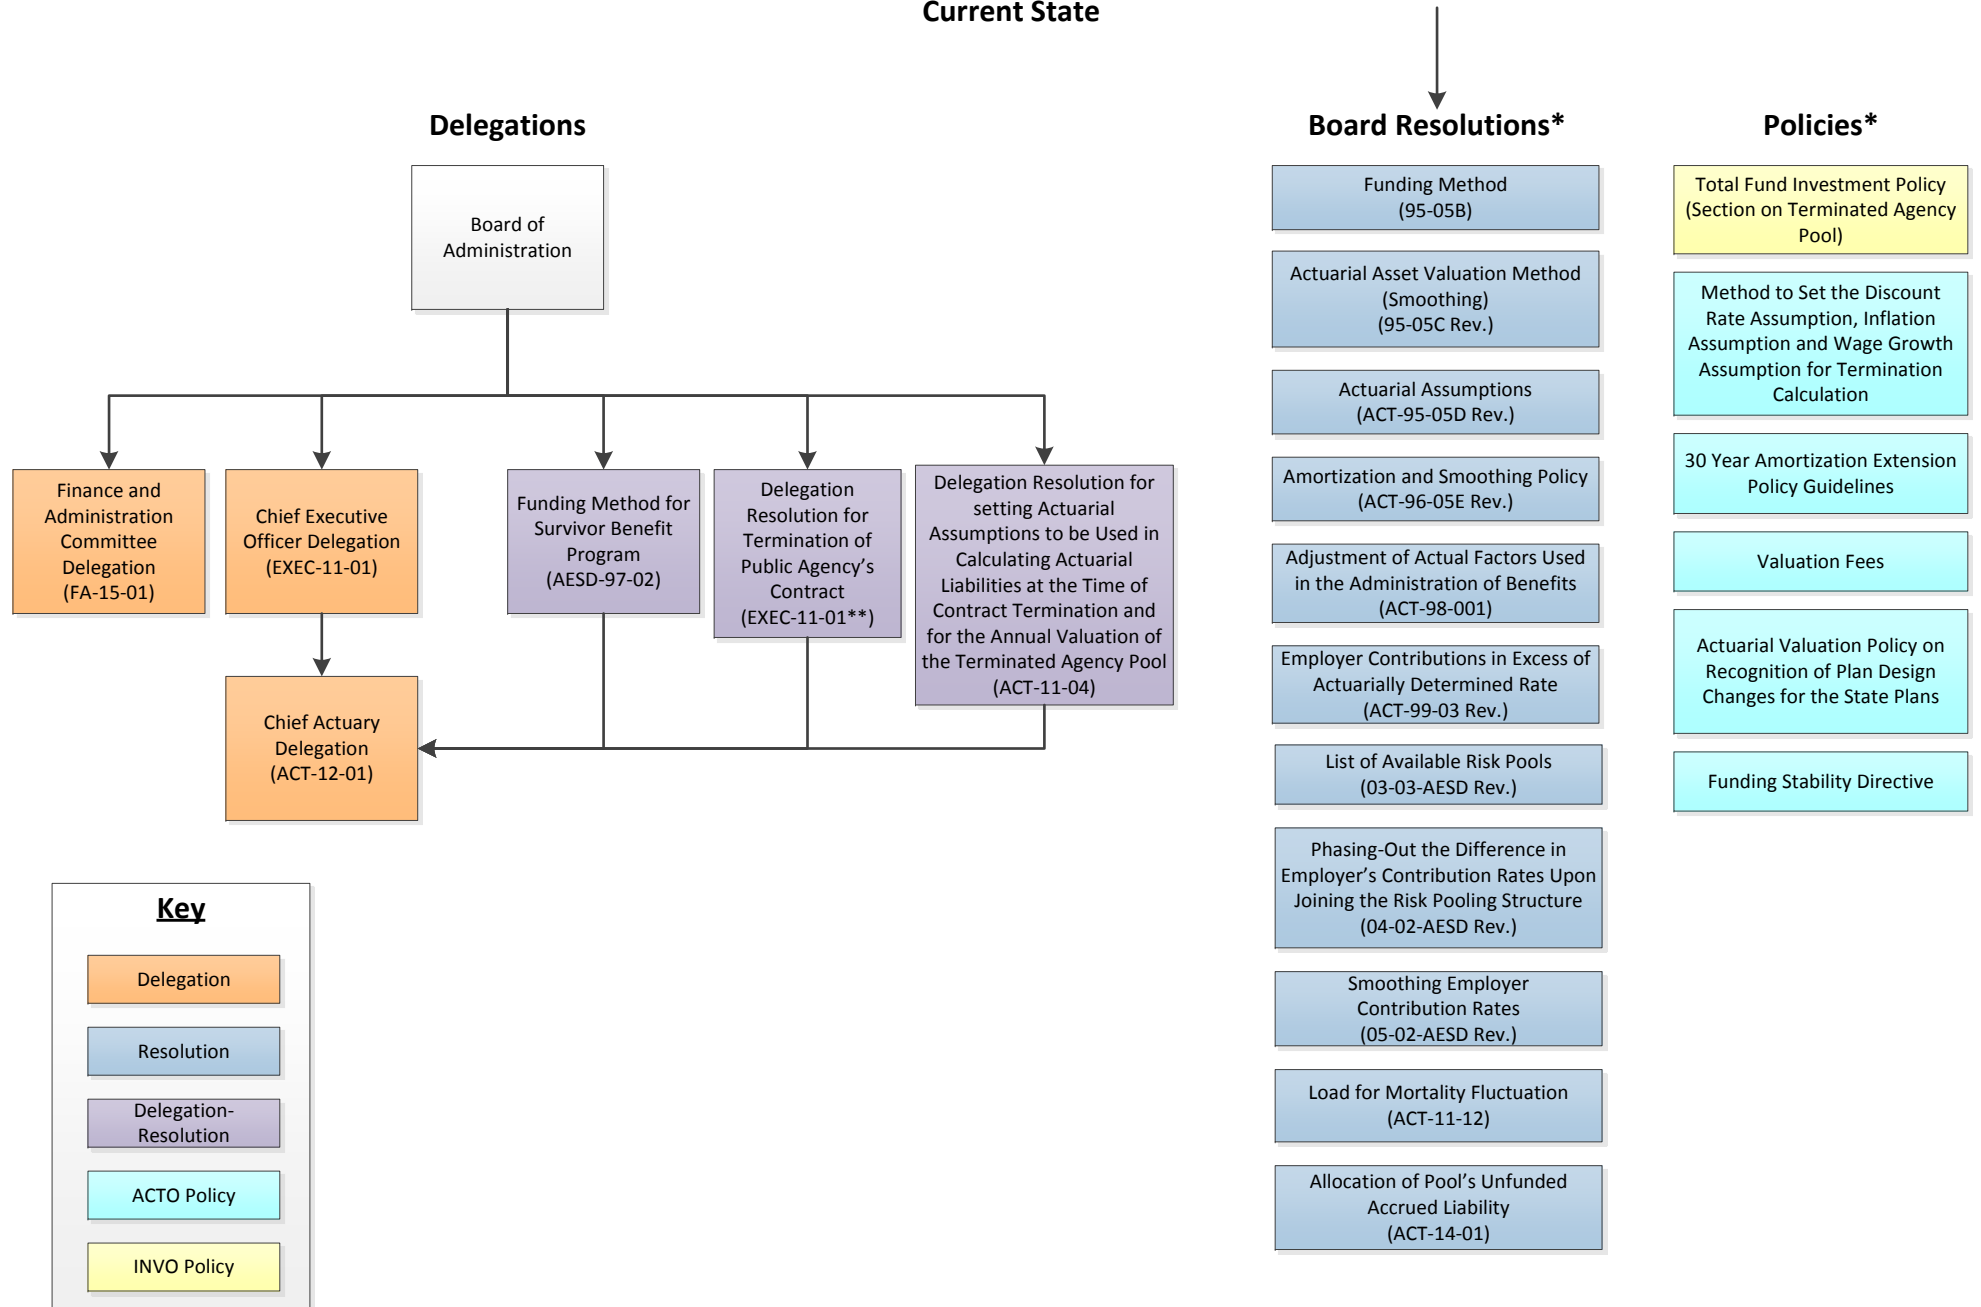 Current State
Delegations
Board of
Administration
Finance and
Administration
Committee
Delegation
(FA-15-01)
Chief Executive
Officer Delegation
(EXEC-11-01)
Funding Method for
Survivor Benefit
Program
(AESD-97-02)
Delegation
Resolution for
Termination of
Public Agency’s
Contract
(EXEC-11-01**)
Delegation Resolution for
setting Actuarial
Assumptions to be Used in
Calculating Actuarial
Liabilities at the Time of
Contract Termination and
for the Annual Valuation of
the Terminated Agency Pool
(ACT-11-04)
Chief Actuary
Delegation
(ACT-12-01)
Key
Delegation
Resolution
Delegation-
Resolution
ACTO Policy
INVO Policy
Board Resolutions*
Funding Method
(95-05B)
Actuarial Asset Valuation Method
(Smoothing)
(95-05C Rev.)
Actuarial Assumptions
(ACT-95-05D Rev.)
Amortization and Smoothing Policy
(ACT-96-05E Rev.)
Adjustment of Actual Factors Used
in the Administration of Benefits
(ACT-98-001)
Employer Contributions in Excess of
Actuarially Determined Rate
(ACT-99-03 Rev.)
List of Available Risk Pools
(03-03-AESD Rev.)
Phasing-Out the Difference in
Employer’s Contribution Rates Upon
Joining the Risk Pooling Structure
(04-02-AESD Rev.)
Smoothing Employer
Contribution Rates
(05-02-AESD Rev.)
Load for Mortality Fluctuation
(ACT-11-12)
Allocation of Pool’s Unfunded
Accrued Liability
(ACT-14-01)
Policies*
Total Fund Investment Policy
(Section on Terminated Agency
Pool)
Method to Set the Discount
Rate Assumption, Inflation
Assumption and Wage Growth
Assumption for Termination
Calculation
30 Year Amortization Extension
Policy Guidelines
Valuation Fees
Actuarial Valuation Policy on
Recognition of Plan Design
Changes for the State Plans
Funding Stability Directive